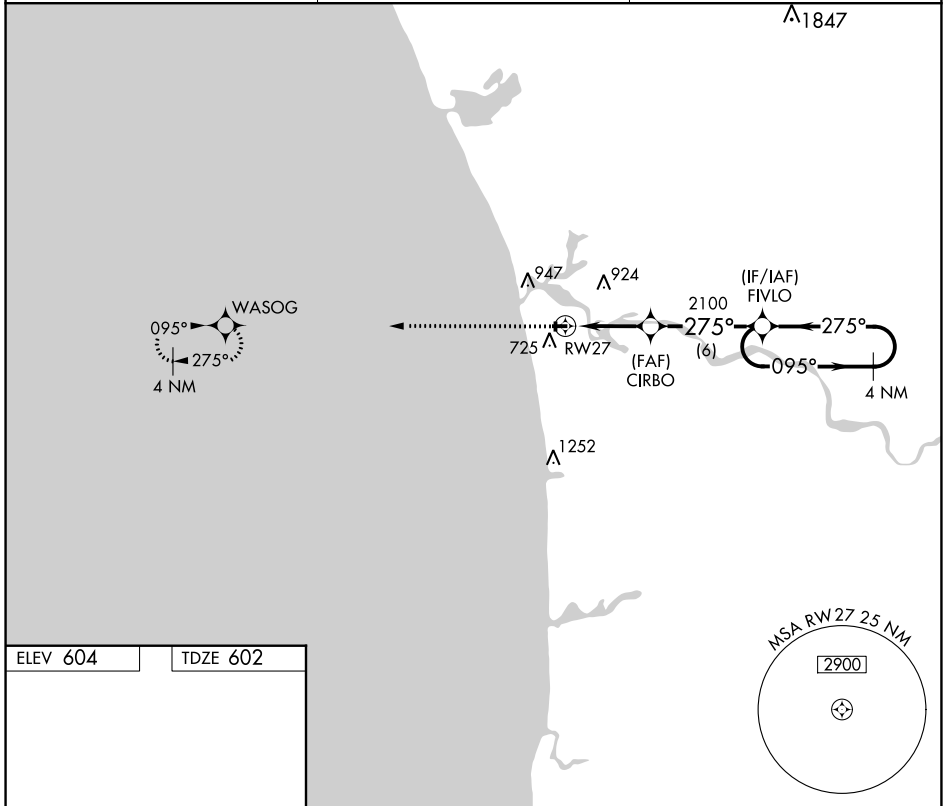 1847
947
924
(IF/IAF)
FIVLO
WASOG
2100
095°
275°
275°
275°
(6)
725
RW27
(FAF)
CIRBO
095°
4 NM
4 NM
1252
MSA RW27 25 NM
2900
ELEV 604
TDZE 602